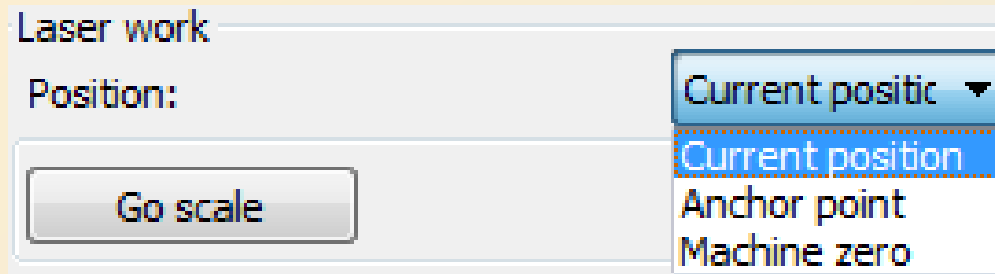 Laser work
Position:
Current positic
Current position
Anchor point
Machine zero
Go scale